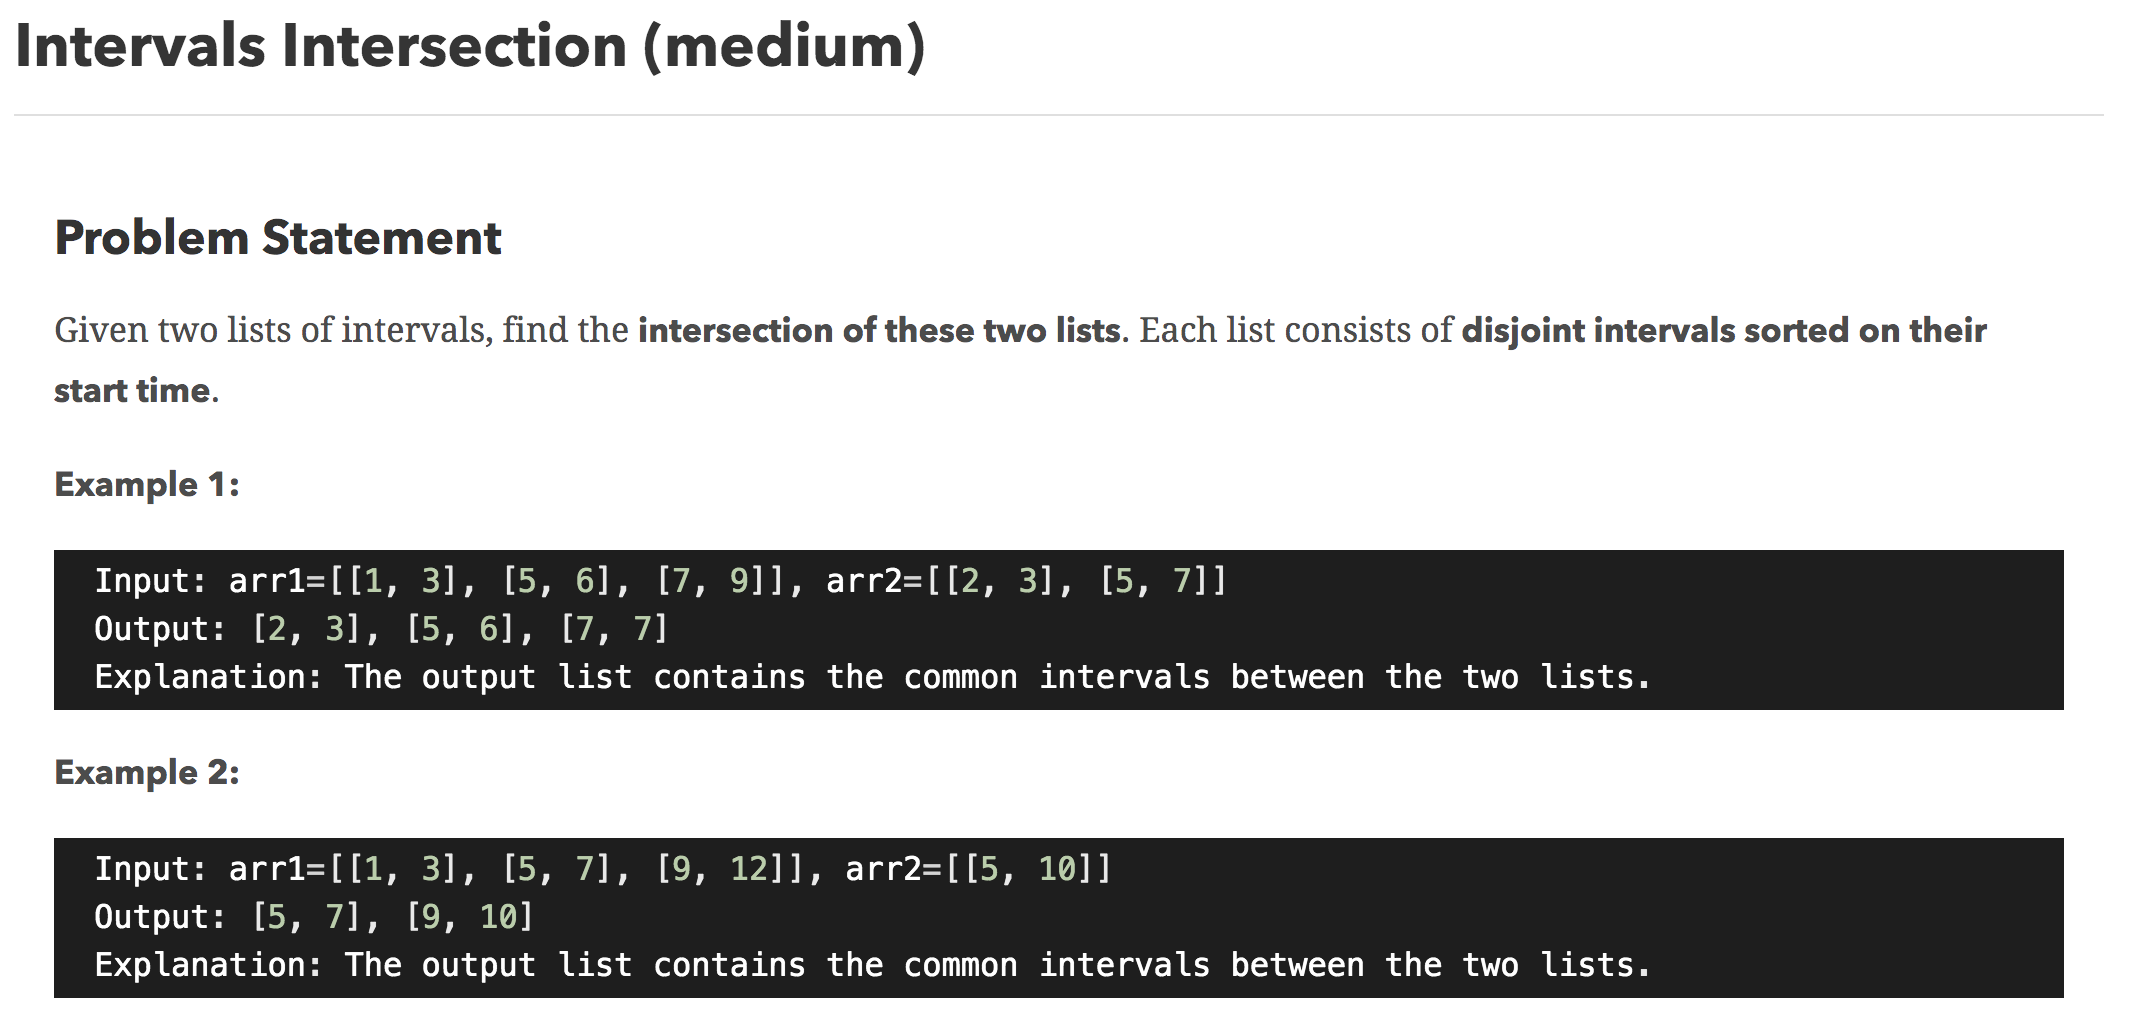 Intervals Intersection (medium)
Problem Statement
Given two lists of intervals, find the intersection of these two lists. Each list consists of disjoint intervals sorted on their
start time.
Example 1:
Input: arr1=[[1, 3], [5, 6], [7, 9]], arr2=[[2, 3], [5, 7]]
Output: [2, 3], [5, 6], [7, 7]
Explanation: The output list contains the common intervals between the two lists.
Example 2:
Input: arr1=[[1, 3], [5, 7], [9, 12]], arr2=[[5, 10]]
Output: [5, 7], [9, 10]
Explanation: The output list contains the common intervals between the two lists.